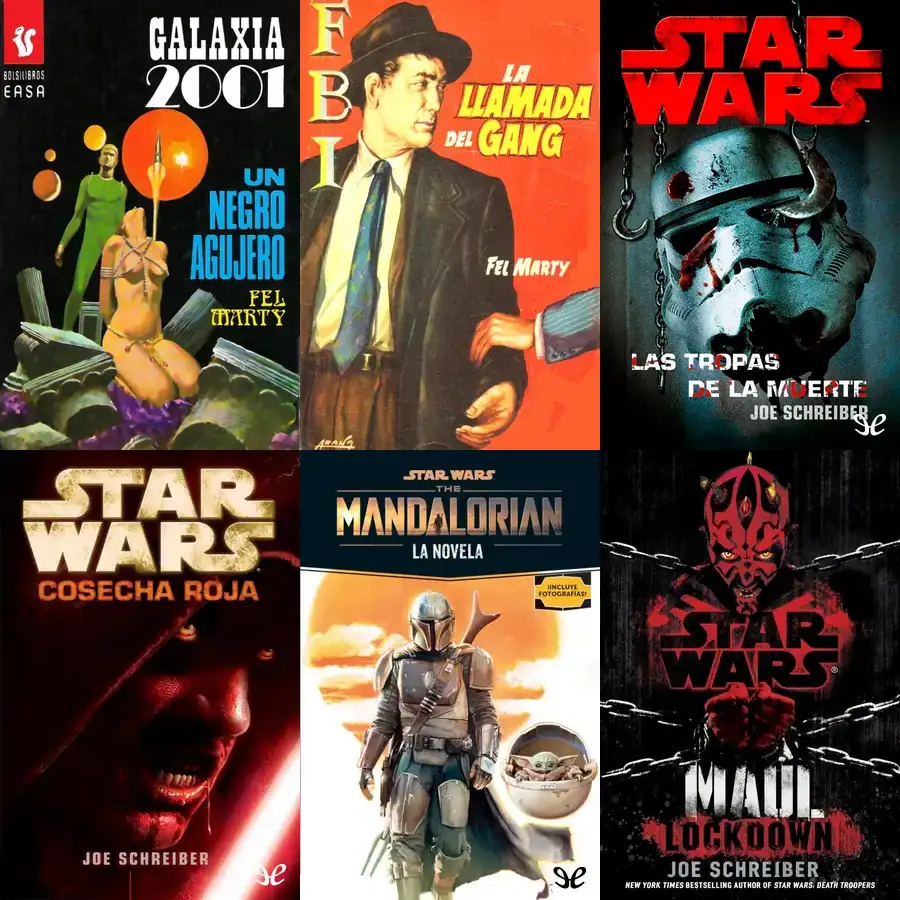 BOLSILIBROS
EASA
GALAXIA
2001
UN
NEGRO
AGUJERO
FEL
MARTY
F
B
I
LA
LLAMADA
DEL GANG
FEL MARTY
ARANQ
STAR
WARS
LAS TROPAS
DE LA MUERTE
JOE SCHREIBER
STAR
WARS
COSECHA ROJA
JOE SCHREIBER
STAR WARS
THE
MANDALORIAN
LA NOVELA
¡INCLUYE
FOTOGRAFÍAS!
STAR
WARS
MAUL
LOCKDOWN
JOE SCHREIBER
NEW YORK TIMES BESTSELLING AUTHOR OF STAR WARS: DEATH TROOPERS